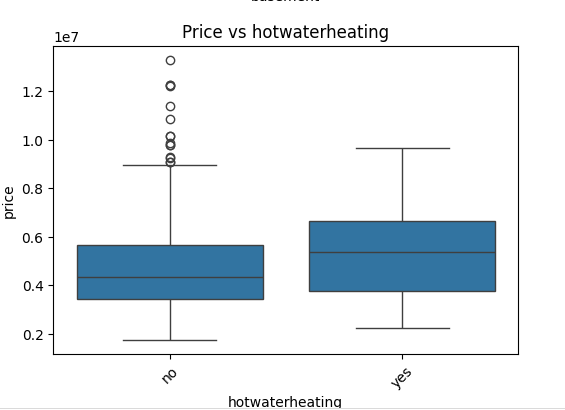 basement
Price vs hotwaterheating
1e7
1.2
1.0
0.8
0.6
0.4
0.2
price
no
yes
hotwaterheating